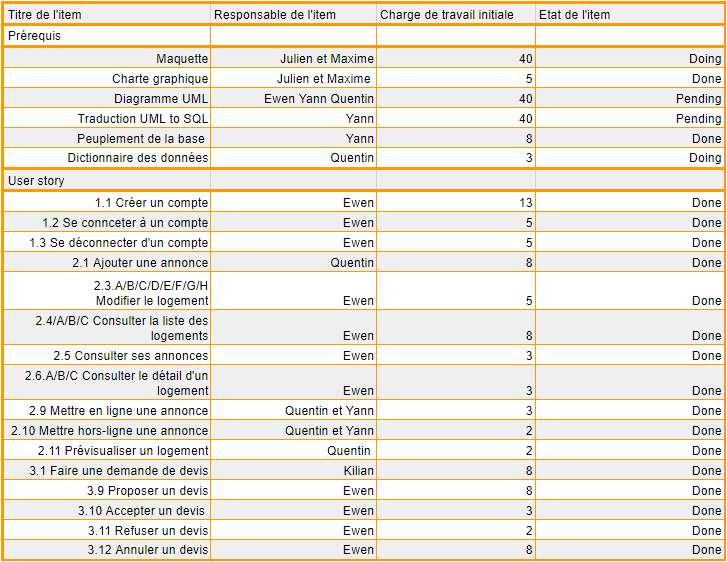 Titre de l'item Responsable de l'item Charge de travail initiale Etat de l'item
Prérequis
Maquette Julien et Maxime 40 Doing
Charte graphique Julien et Maxime 5 Done
Diagramme UML Ewen Yann Quentin 40 Pending
Traduction UML to SQL Yann 40 Pending
Peuplement de la base Yann 8 Done
Dictionnaire des données Quentin 3 Doing
User story
1.1 Créer un compte Ewen 13 Done
1.2 Se connceter à un compte Ewen 5 Done
1.3 Se déconnecter d'un compte Ewen 5 Done
2.1 Ajouter une annonce Quentin 8 Done
2.3.A/B/C/D/E/F/G/H
Modifier le logement Ewen 5 Done
2.4/A/B/C Consulter la liste des
logements Ewen 8 Done
2.5 Consulter ses annonces Ewen 3 Done
2.6.A/B/C Consulter le détail d'un
logement Ewen 3 Done
2.9 Mettre en ligne une annonce Quentin et Yann 3 Done
2.10 Mettre hors-ligne une annonce Quentin et Yann 2 Done
2.11 Prévisualiser un logement Quentin 2 Done
3.1 Faire une demande de devis Kilian 8 Done
3.9 Proposer un devis Ewen 8 Done
3.10 Accepter un devis Ewen 3 Done
3.11 Refuser un devis Ewen 2 Done
3.12 Annuler un devis Ewen 8 Done